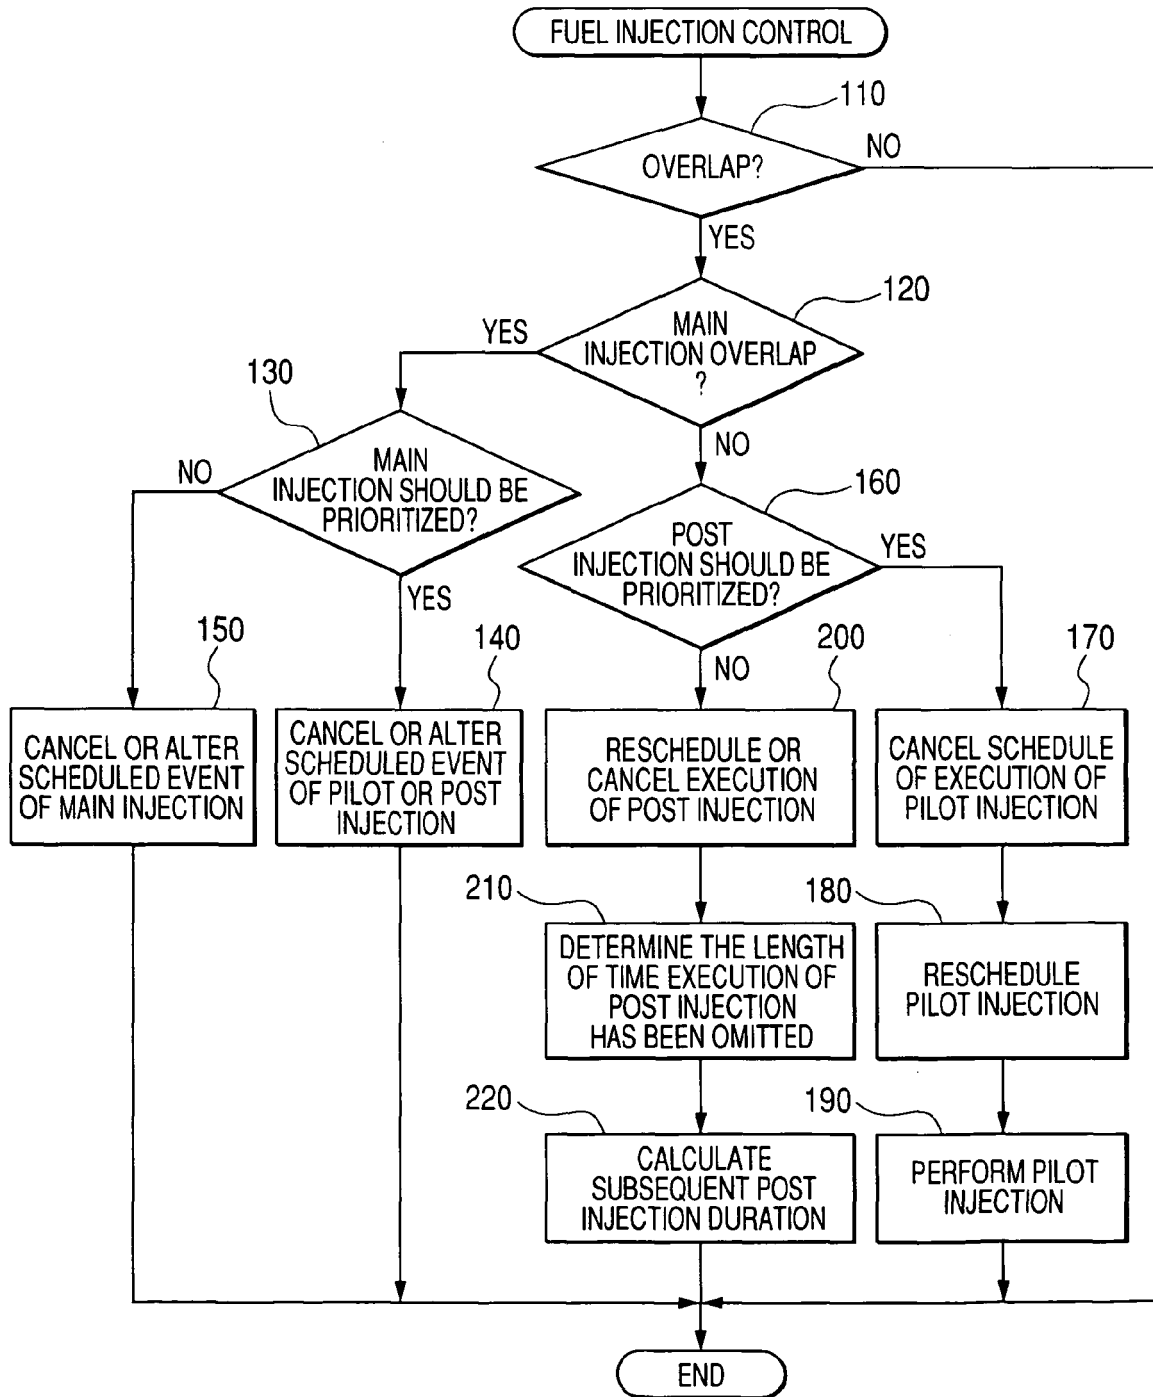 FUEL INJECTION CONTROL
110
OVERLAP?
NO
YES
120
MAIN
INJECTION OVERLAP
?
YES
NO
130
MAIN
INJECTION SHOULD BE
PRIORITIZED?
NO
YES
160
POST
INJECTION SHOULD BE
PRIORITIZED?
YES
NO
150
CANCEL OR ALTER
SCHEDULED EVENT
OF MAIN INJECTION
140
CANCEL OR ALTER
SCHEDULED EVENT
OF PILOT OR POST
INJECTION
200
RESCHEDULE OR
CANCEL EXECUTION
OF POST INJECTION
170
CANCEL SCHEDULE
OF EXECUTION OF
PILOT INJECTION
210
DETERMINE THE LENGTH
OF TIME EXECUTION OF
POST INJECTION
HAS BEEN OMITTED
180
RESCHEDULE
PILOT INJECTION
220
CALCULATE
SUBSEQUENT POST
INJECTION DURATION
190
PERFORM PILOT
INJECTION
END